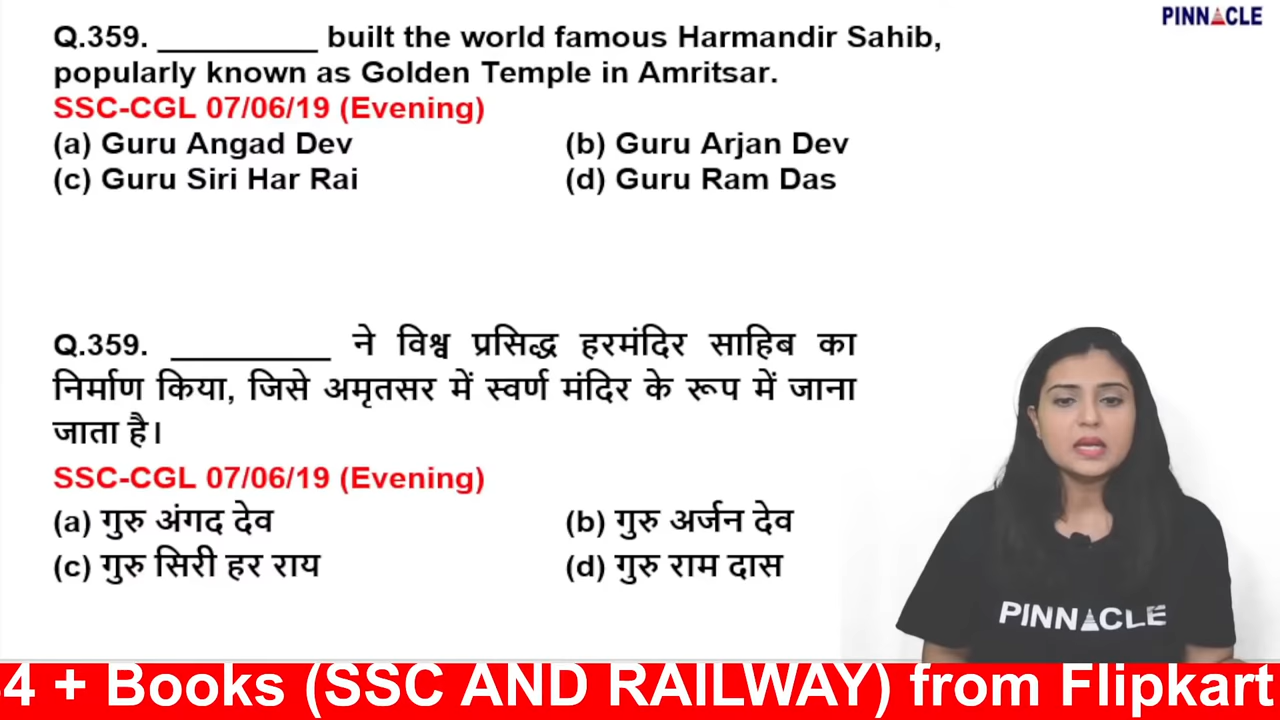 PINNACLE
Q.359. __________ built the world famous Harmandir Sahib,
popularly known as Golden Temple in Amritsar.
SSC-CGL 07/06/19 (Evening)
(a) Guru Angad Dev (b) Guru Arjan Dev
(c) Guru Siri Har Rai (d) Guru Ram Das
Q.359. __________ ने विश्व प्रसिद्ध हरमंदिर साहिब का
निर्माण किया, जिसे अमृतसर में स्वर्ण मंदिर के रूप में जाना
जाता है।
SSC-CGL 07/06/19 (Evening)
(a) गुरु अंगद देव (b) गुरु अर्जन देव
(c) गुरु सिरी हर राय (d) गुरु राम दास
PINNACLE
4 + Books (SSC AND RAILWAY) from Flipkart